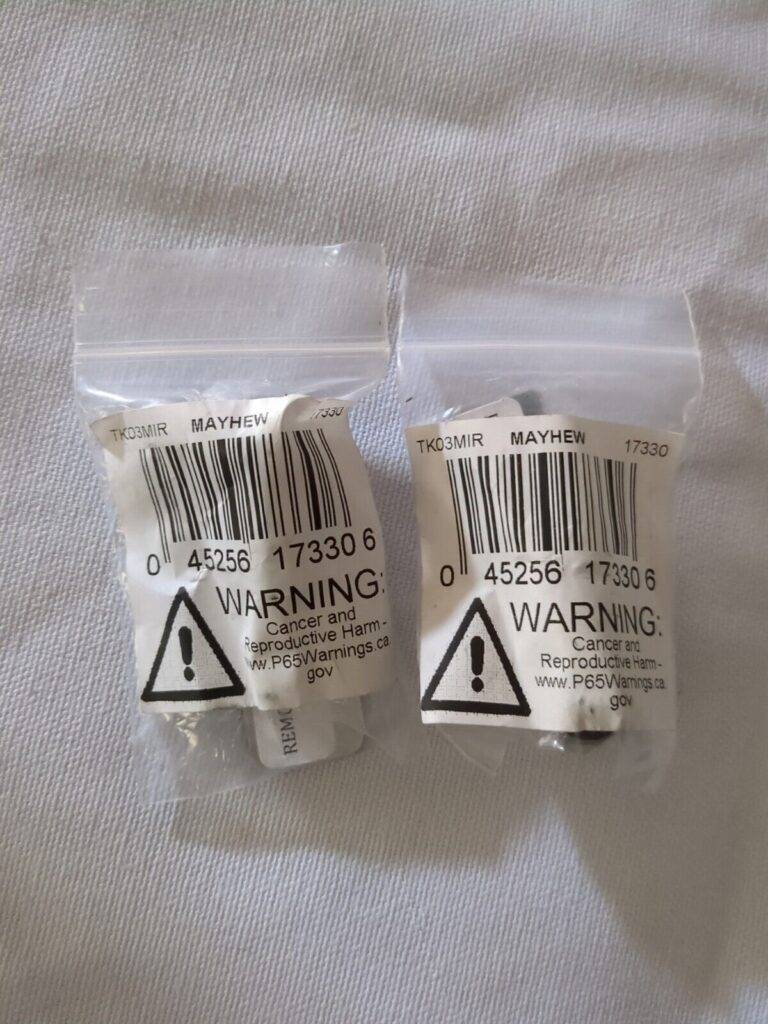 TK03MIR MAYHEW 17330
0 45256 17330 6
WARNING:
Cancer and
Reproductive Harm -
www.P65Warnings.ca.
gov
REMO
TK03MIR MAYHEW 17330
0 45256 17330 6
WARNING:
Cancer and
Reproductive Harm -
www.P65Warnings.ca.
gov